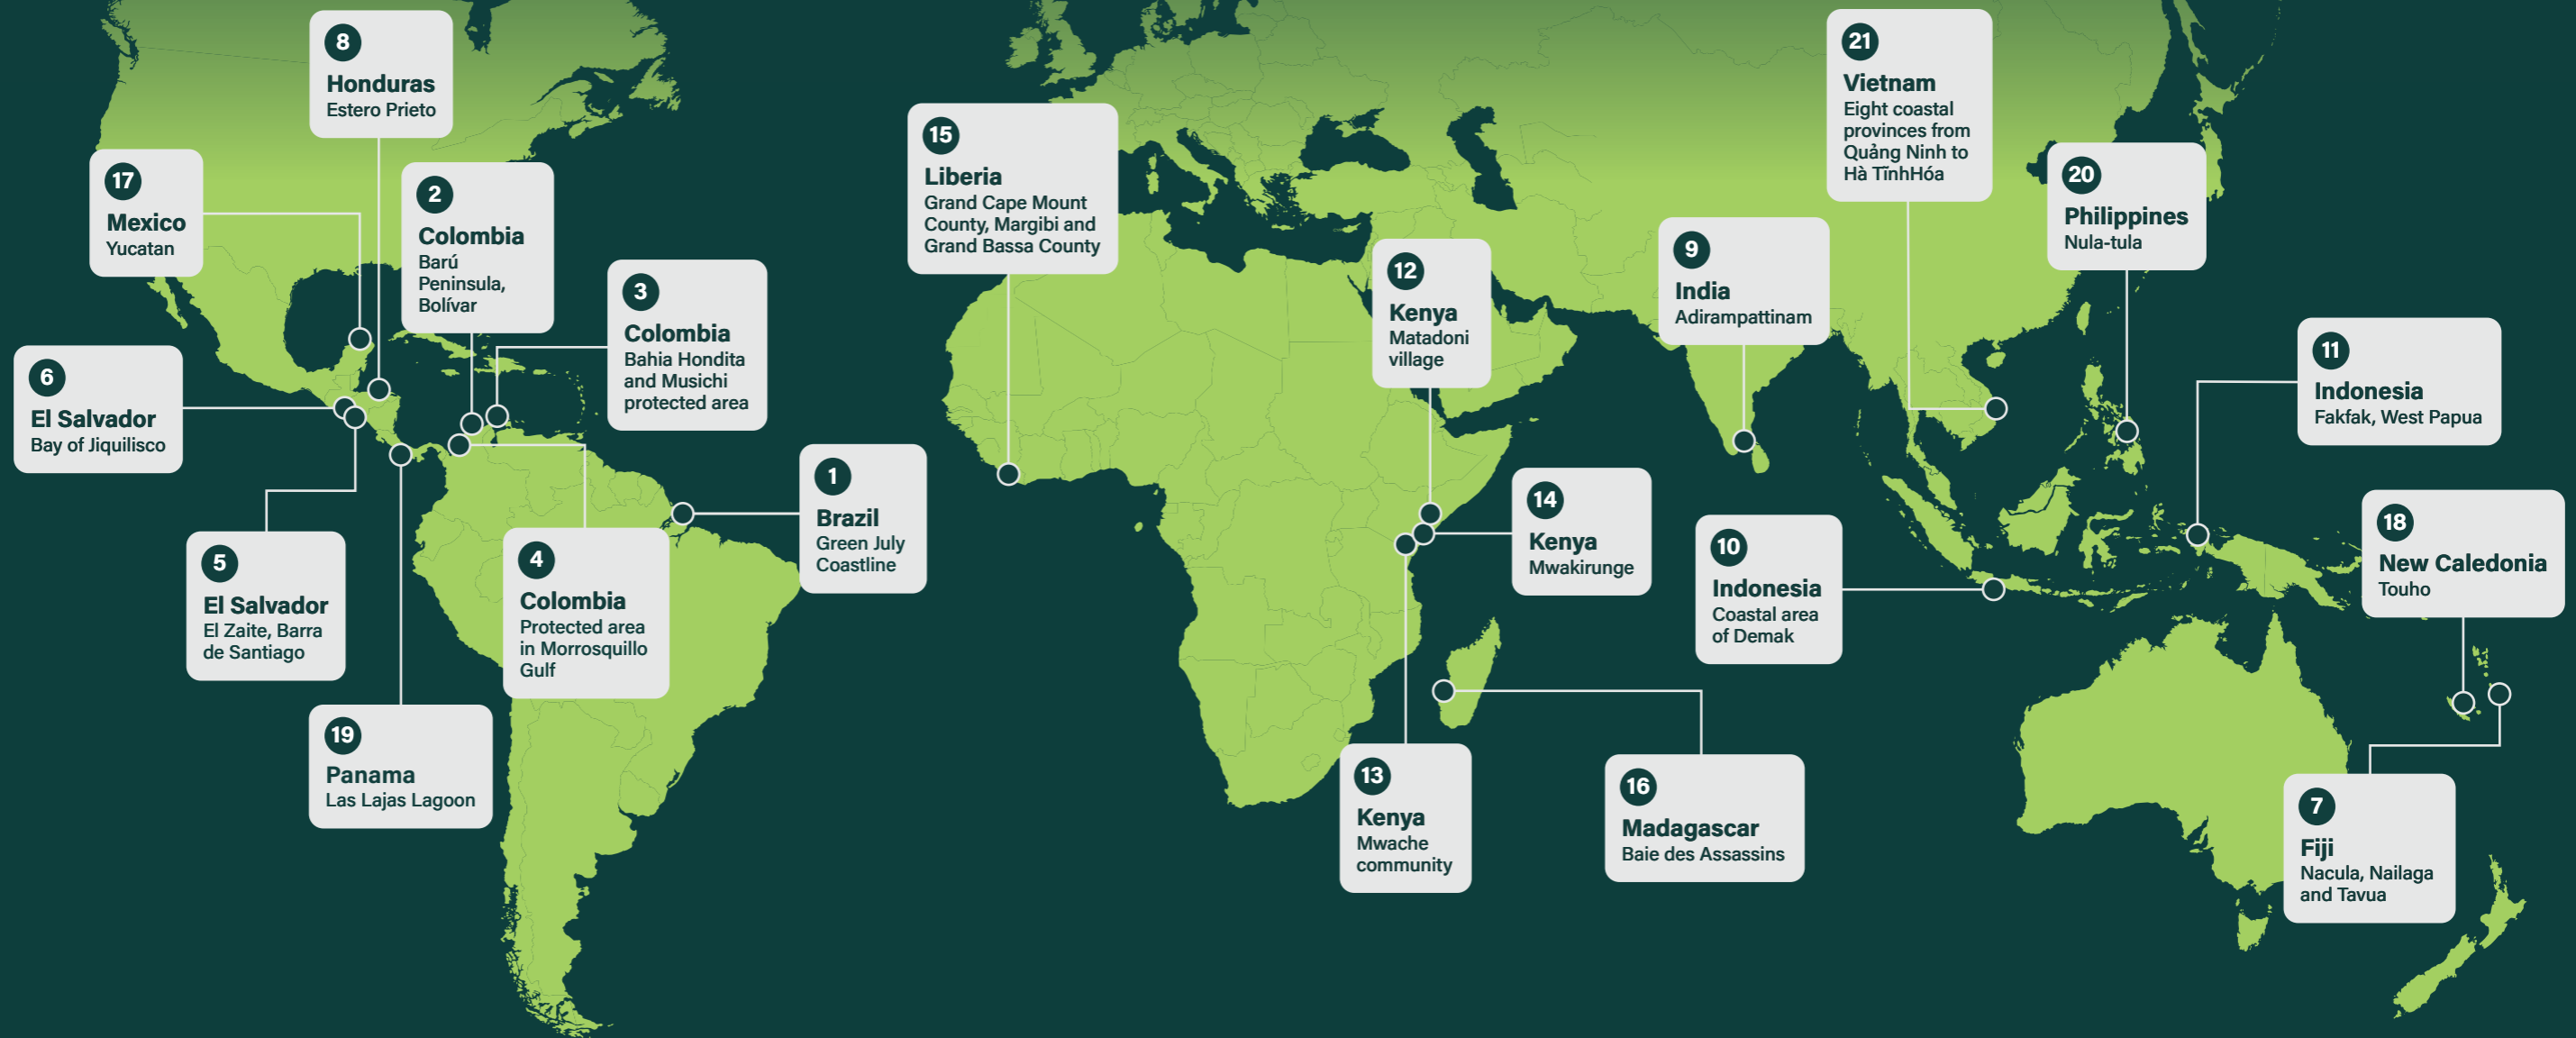 8
Honduras
Estero Prieto
17
Mexico
Yucatan
2
Colombia
Barú
Peninsula,
Bolívar
3
Colombia
Bahia Hondita
and Musichi
protected area
6
El Salvador
Bay of Jiquilisco
5
El Salvador
El Zaite, Barra
de Santiago
4
Colombia
Protected area
in Morrosquillo
Gulf
1
Brazil
Green July
Coastline
19
Panama
Las Lajas Lagoon
15
Liberia
Grand Cape Mount
County, Margibi and
Grand Bassa County
12
Kenya
Matadoni
village
14
Kenya
Mwakirunge
13
Kenya
Mwache
community
16
Madagascar
Baie des Assassins
9
India
Adirampattinam
21
Vietnam
Eight coastal
provinces from
Quảng Ninh to
Hà TĩnhHóa
20
Philippines
Nula-tula
11
Indonesia
Fakfak, West Papua
10
Indonesia
Coastal area
of Demak
18
New Caledonia
Touho
7
Fiji
Nacula, Nailaga
and Tavua